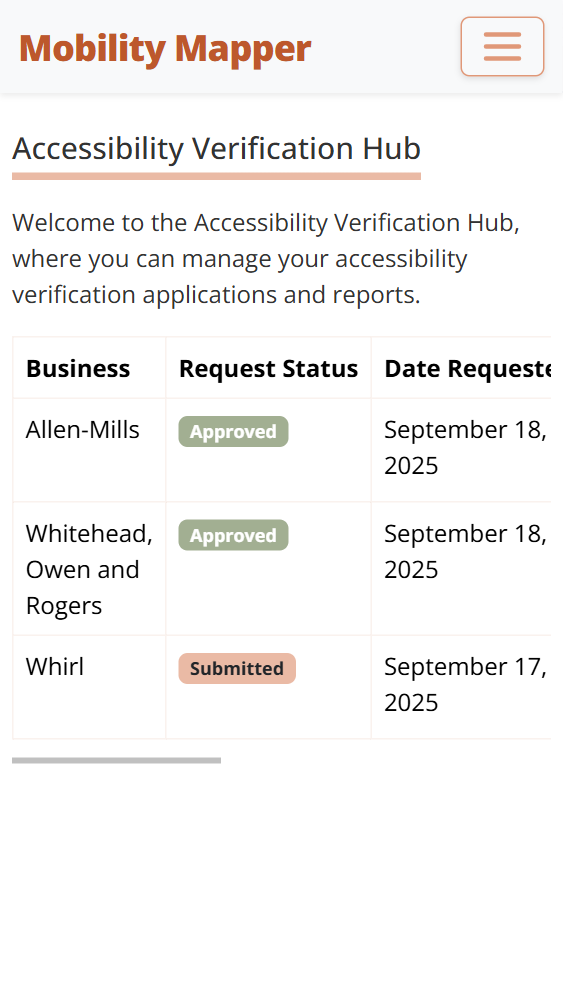 Mobility Mapper
Accessibility Verification Hub
Welcome to the Accessibility Verification Hub,
where you can manage your accessibility
verification applications and reports.
Business Request Status Date Requeste
Allen-Mills Approved September 18,
2025
Whitehead, Approved September 18,
Owen and 2025
Rogers
Whirl Submitted September 17,
2025